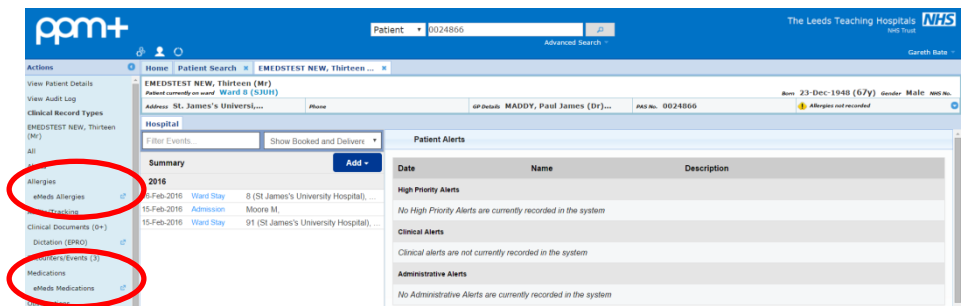 ppm+
Patient 0024866
Advanced Search
The Leeds Teaching Hospitals NHS
NHS Trust
Gareth Bate
Actions
Home Patient Search × EMEDSTEST NEW, Thirteen ... ×
View Patient Details
View Audit Log
Clinical Record Types
EMEDSTEST NEW, Thirteen
(Mr)
All
Allergies
eMeds Allergies
Clinical Documents (0+)
Dictation (EPRO)
Medications
eMeds Medications
EMEDSTEST NEW, Thirteen (Mr)
Patient currently on ward Ward 8 (SJUH)
Born 23-Dec-1948 (67y) Gender Male NHS No.
Address St. James's Universi,... Phone GP Details MADDY, Paul James (Dr)... PAS No. 0024866 Allergies not recorded
Hospital
Filter Events... Show Booked and Delivere
Summary Add
2016
6-Feb-2016 Ward Stay 8 (St James's University Hospital), ...
15-Feb-2016 Admission Moore M,
15-Feb-2016 Ward Stay 91 (St James's University Hospital), ...
Patient Alerts
Date Name Description
High Priority Alerts
No High Priority Alerts are currently recorded in the system
Clinical Alerts
Clinical alerts are not currently recorded in the system
Administrative Alerts
No Administrative Alerts are currently recorded in the system